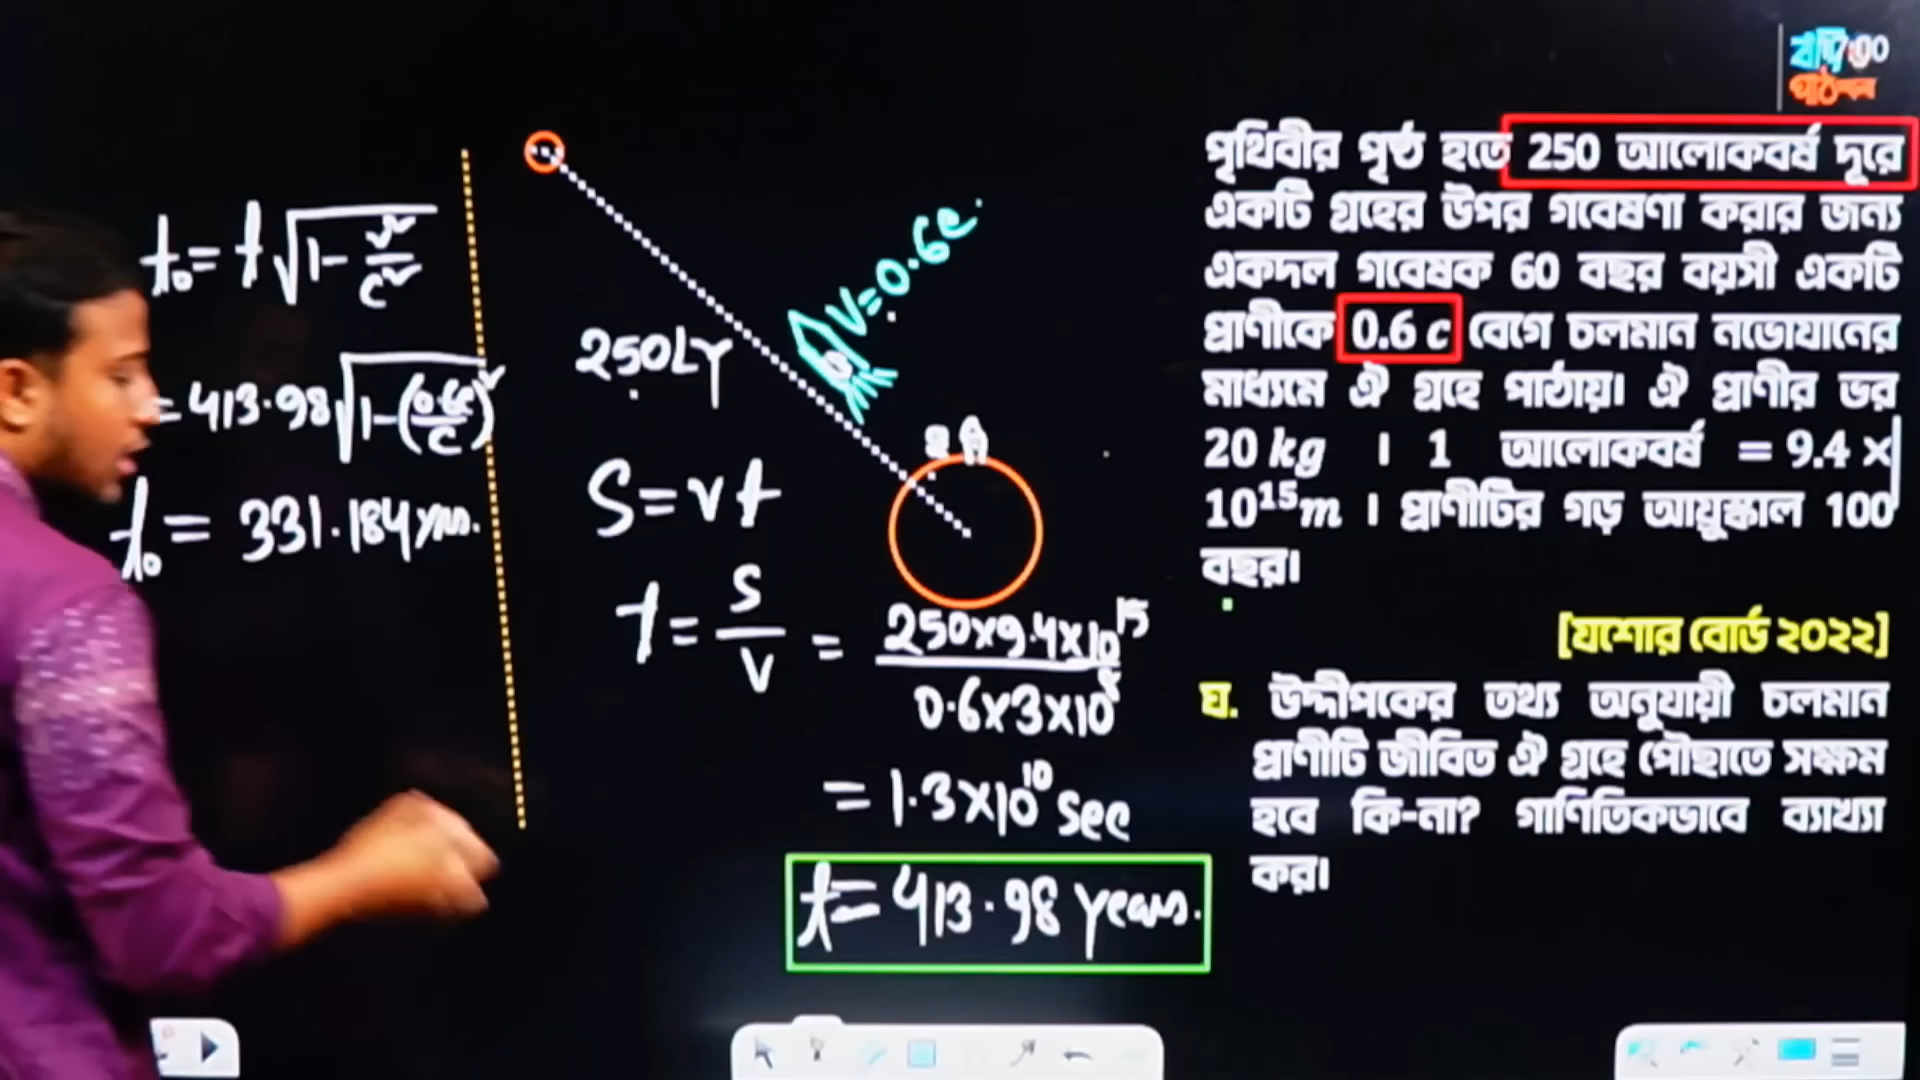 17:00
পাঠশালা
পৃথিবীর পৃষ্ঠ হতে 250 আলোকবর্ষ দূরে
একটি গ্রহের উপর গবেষণা করার জন্য
একদল গবেষক 60 বছর বয়সী একটি
প্রাণীকে 0.6 c বেগে চলমান নভোযানের
মাধ্যমে ঐ গ্রহে পাঠায়। ঐ প্রাণীর ভর
20 kg । 1 আলোকবর্ষ = 9.4 ×
10¹⁵m । প্রাণীটির গড় আয়ুষ্কাল 100
বছর।
[যশোর বোর্ড ২০২২]
ঘ. উদ্দীপকের তথ্য অনুযায়ী চলমান
প্রাণীটি জীবিত ঐ গ্রহে পৌছাতে সক্ষম
হবে কি-না? গাণিতিকভাবে ব্যাখ্যা
কর।
t₀ = t√(1 - v²/c²)
= 413.98√(1-(0.6c/c)²)
t₀ = 331.184 yrs.
250LY
V=0.6c
S=vt
t = S/V = 250×9.4×10¹⁵/0.6×3×10⁸
= 1.3×10¹⁰ sec
t = 413.98 years.